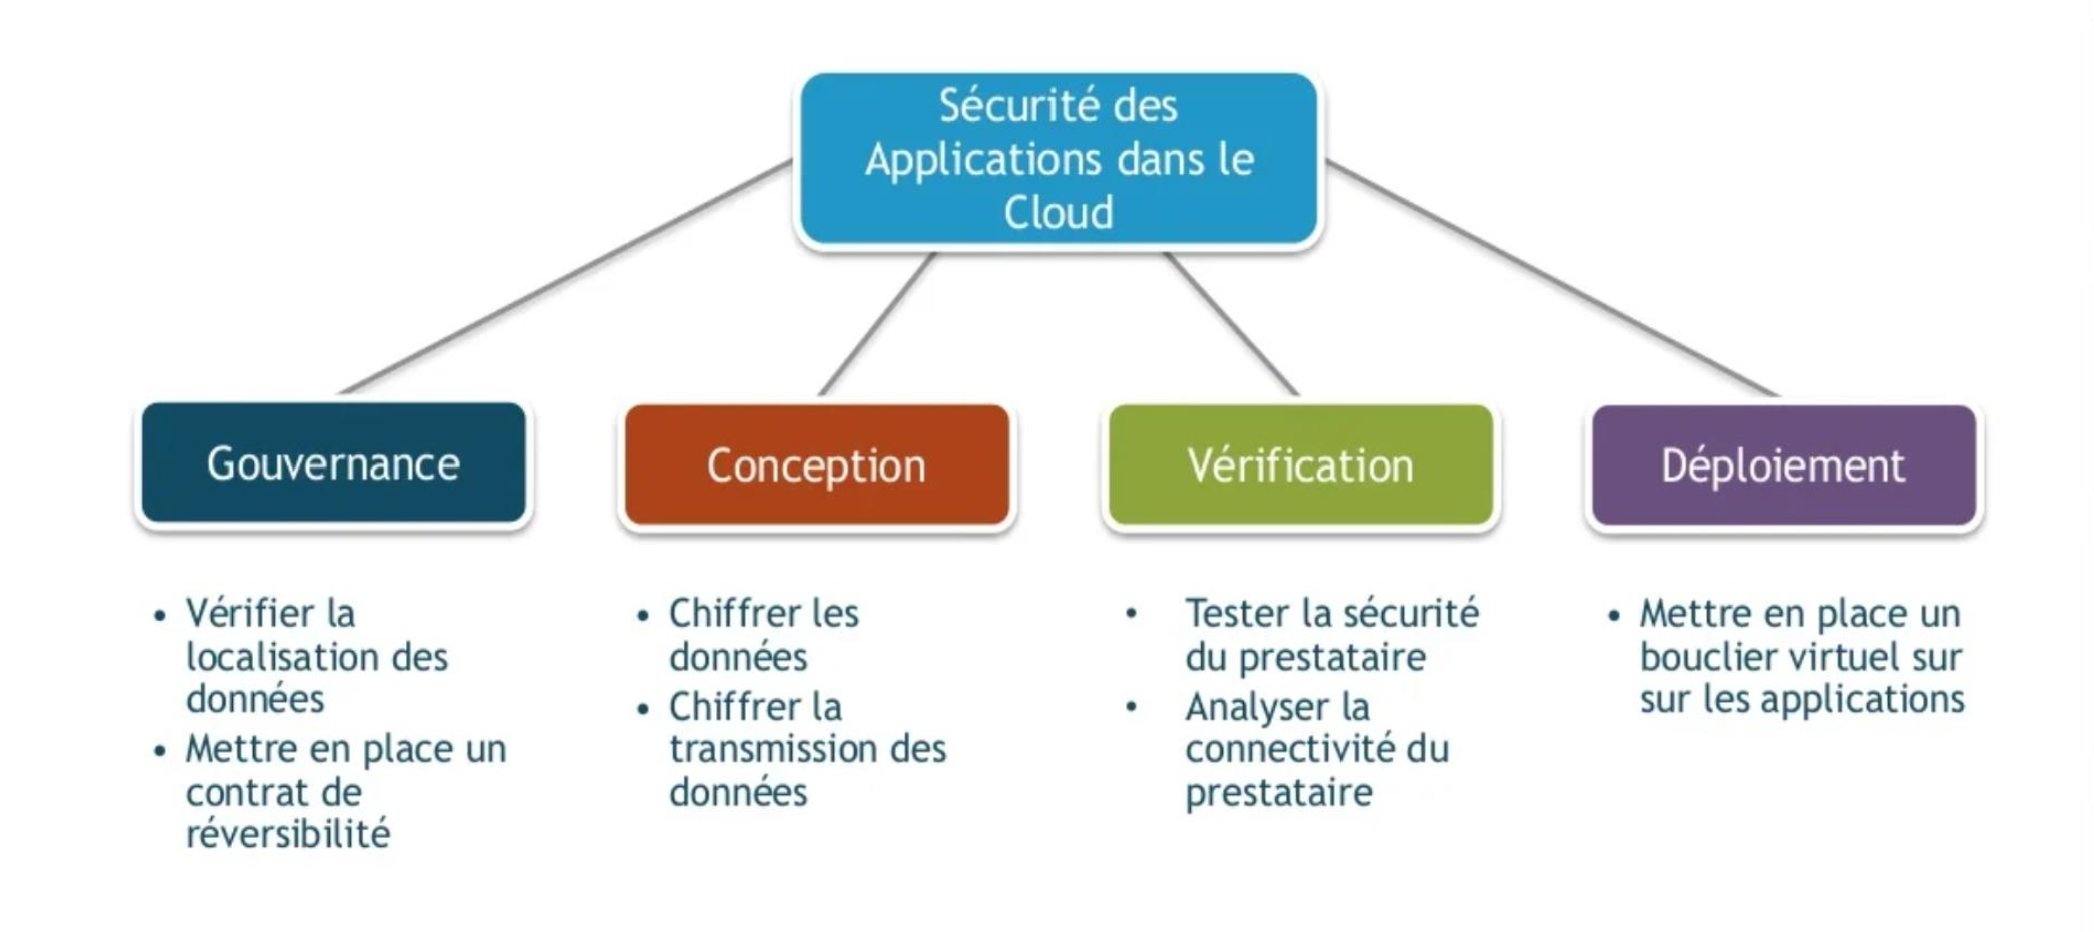 Sécurité des
Applications dans le
Cloud
Gouvernance
Conception
Vérification
Déploiement
• Vérifier la
localisation des
données
• Mettre en place un
contrat de
réversibilité
• Chiffrer les
données
• Chiffrer la
transmission des
données
• Tester la sécurité
du prestataire
• Analyser la
connectivité du
prestataire
• Mettre en place un
bouclier virtuel sur
sur les applications